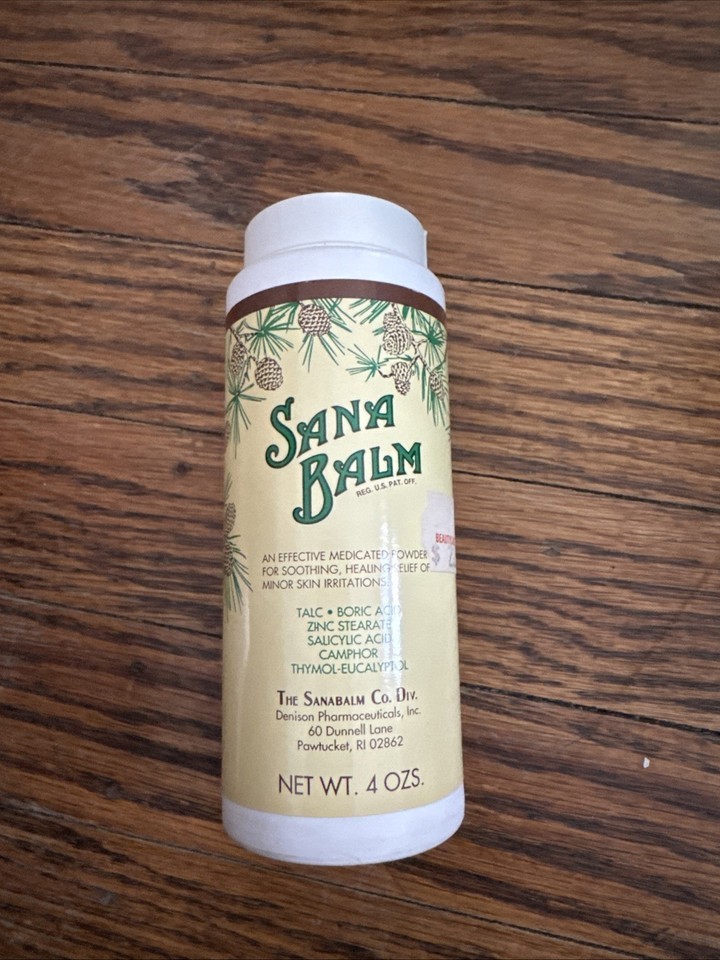 SANA
BALM
REG. U.S. PAT. OFF.
AN EFFECTIVE MEDICATED POWDER
FOR SOOTHING, HEALING RELIEF OF
MINOR SKIN IRRITATIONS.
$
TALC • BORIC ACID
ZINC STEARATE
SALICYLIC ACID
CAMPHOR
THYMOL-EUCALYPTOL
THE SANABALM CO. DIV.
Denison Pharmaceuticals, Inc.
60 Dunnell Lane
Pawtucket, RI 02862
NET WT. 4 OZS.